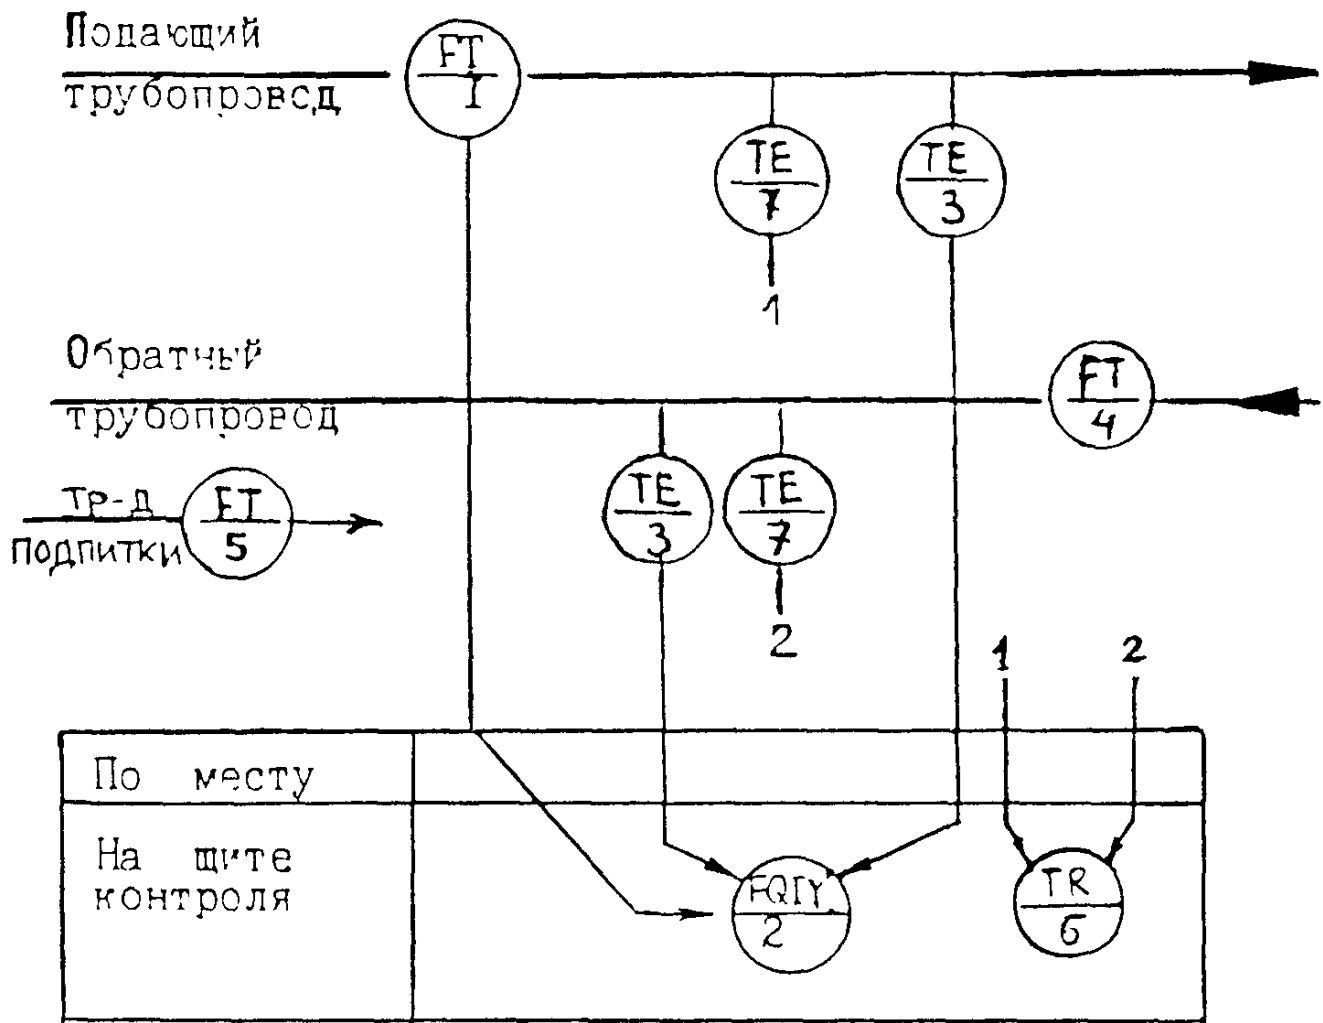 Подающий
FT
1
трубопровод
TE
7
TE
3
1
Обратный
трубопровод
FT
4
тр-д
подпитки
FT
5
TE
3
TE
7
2
1
2
По месту
На щите
контроля
FQIY
2
TR
6